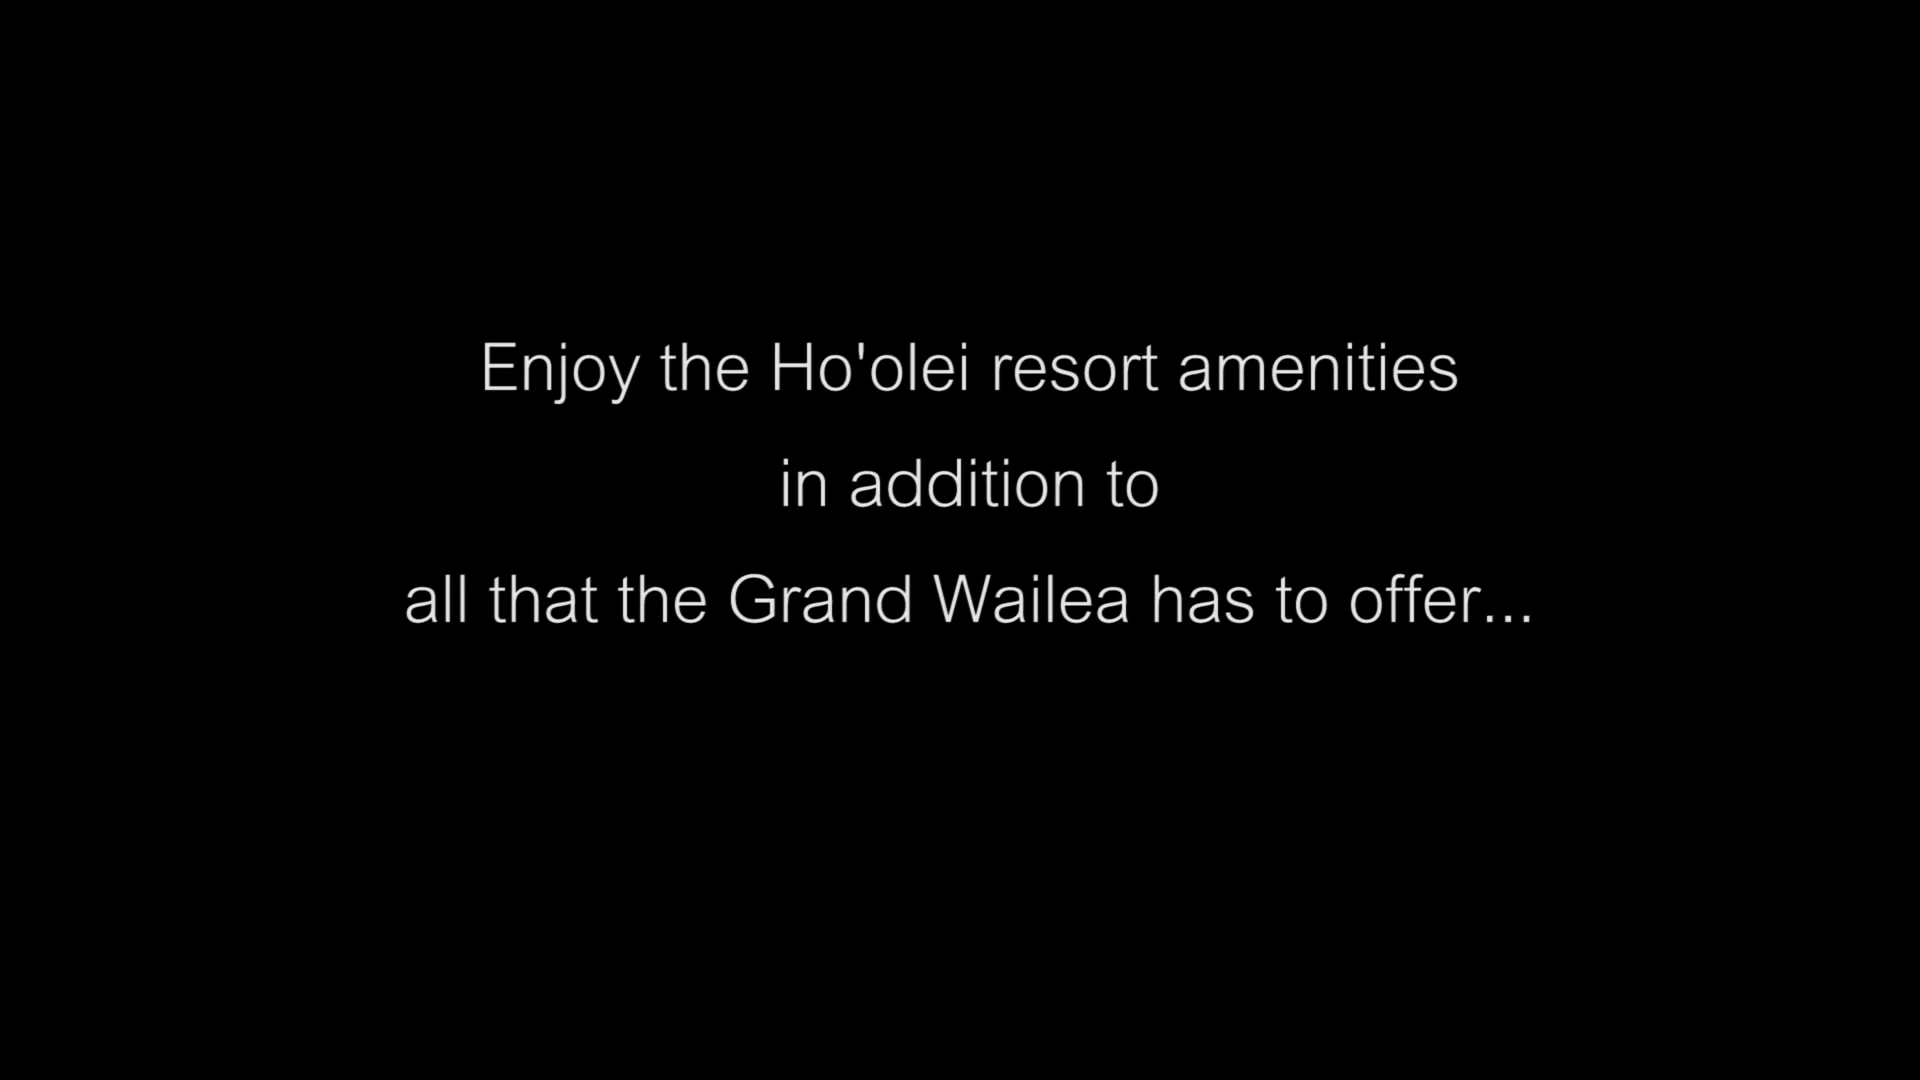 Enjoy the Ho'olei resort amenities
in addition to
all that the Grand Wailea has to offer...